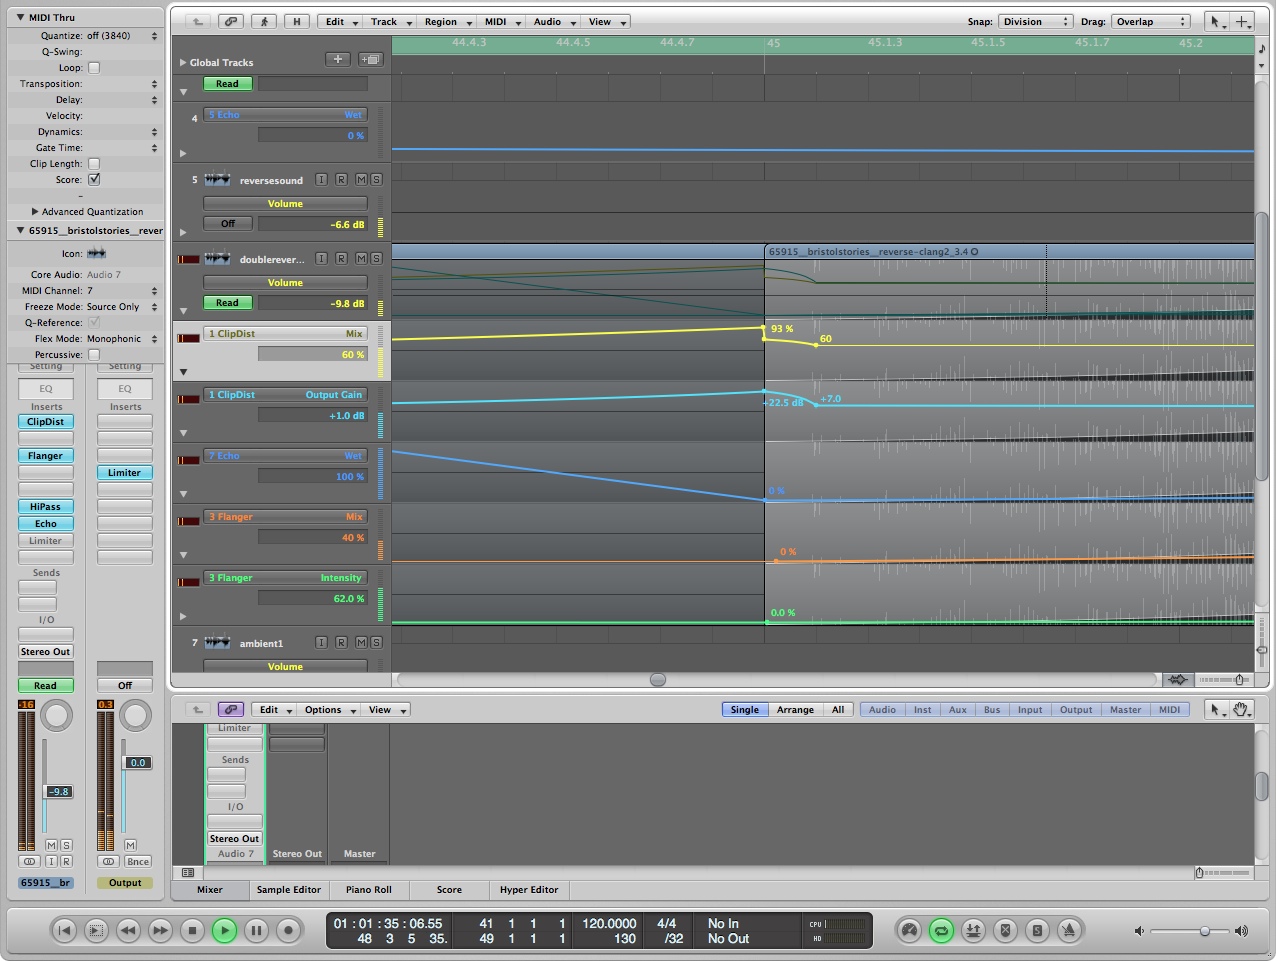 MIDI Thru
Quantize: off (3840)
Q-Swing:
Loop:
Transposition:
Delay:
Velocity:
Dynamics:
Gate Time:
Clip Length:
Score:
–
Advanced Quantization
65915__bristolstories__rever
Icon:
Core Audio: Audio 7
MIDI Channel: 7
Freeze Mode: Source Only
Q-Reference:
Flex Mode: Monophonic
Percussive:
Setting Setting
EQ EQ
Inserts Inserts
ClipDist
Flanger
Limiter
HiPass
Echo
Limiter
Sends
I/O
Stereo Out
Read Off
-16 0.3
0.0
-9.8
M S M
I R Bnce
65915__br Output
H Edit Track Region MIDI Audio View Snap: Division Drag: Overlap
44.4.3 44.4.5 44.4.7 45 45.1.3 45.1.5 45.1.7 45.2
Global Tracks
Read
4 5 Echo Wet
0 %
5 reversesound I R M S
Volume
Off -6.6 dB
doublerever... I R M S
65915__bristolstories__reverse-clang2_3.4
Volume
Read -9.8 dB
1 ClipDist Mix
93 %
60 %
60
1 ClipDist Output Gain
+22.5 dB +7.0
+1.0 dB
7 Echo Wet
100 %
0 %
3 Flanger Mix
40 %
0 %
3 Flanger Intensity
62.0 %
0.0 %
7 ambient1 I R M S
Volume
Edit Options View Single Arrange All Audio Inst Aux Bus Input Output Master MIDI
Limiter
Sends
I/O
Stereo Out
Audio 7 Stereo Out Master
Mixer Sample Editor Piano Roll Score Hyper Editor
01 : 01 : 35 : 06.55 41 1 1 1 120.0000 4/4 No In CPU
48 3 5 35. 49 1 1 1 130 /32 No Out HD
S